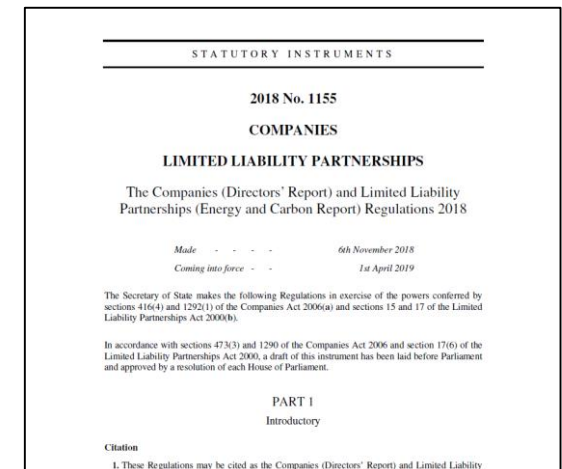 STATUTORY INSTRUMENTS
2018 No. 1155
COMPANIES
LIMITED LIABILITY PARTNERSHIPS
The Companies (Directors' Report) and Limited Liability
Partnerships (Energy and Carbon Report) Regulations 2018
Made - - - - 6th November 2018
Coming into force - - 1st April 2019
The Secretary of State makes the following Regulations in exercise of the powers conferred by
sections 416(4) and 1292(1) of the Companies Act 2006(a) and sections 15 and 17 of the Limited
Liability Partnerships Act 2000(b).
In accordance with sections 473(3) and 1290 of the Companies Act 2006 and section 17(6) of the
Limited Liability Partnerships Act 2000, a draft of this instrument has been laid before Parliament
and approved by a resolution of each House of Parliament.
PART 1
Introductory
Citation
1. These Regulations may be cited as the Companies (Directors' Report) and Limited Liability